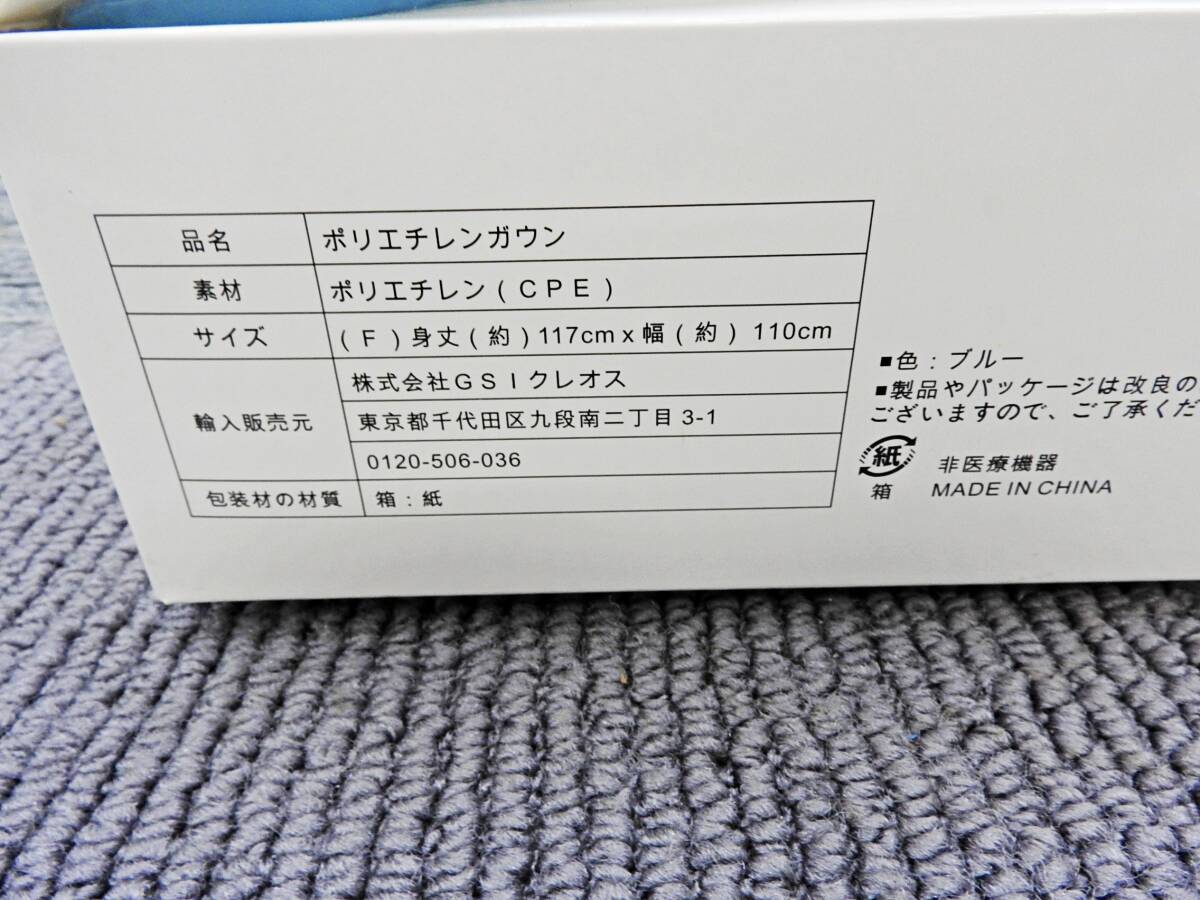 品名 ポリエチレンガウン
素材 ポリエチレン(CPE)
サイズ (F)身丈(約)117cm x 幅(約) 110cm
輸入販売元 株式会社GSIクレオス
東京都千代田区九段南二丁目3-1
0120-506-036
包装材の材質 箱:紙
■色:ブルー
■製品やパッケージは改良の
ございますので、ご了承くだ
紙
箱
非医療機器
MADE IN CHINA